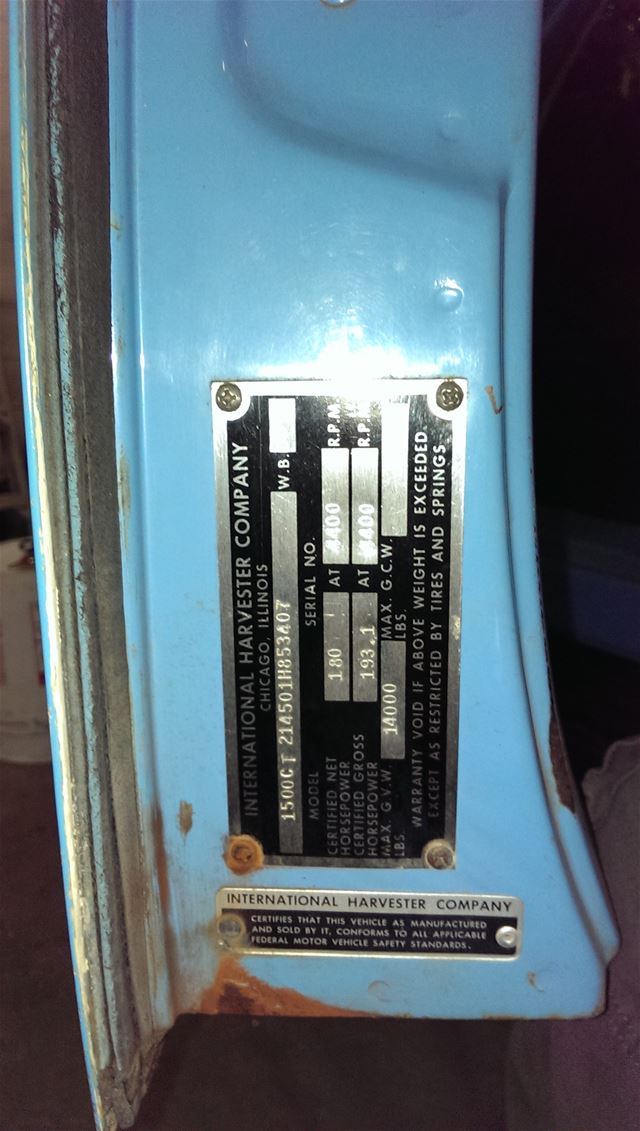 INTERNATIONAL HARVESTER COMPANY
CHICAGO, ILLINOIS
1500CT 214501H853407 W.B.
MODEL SERIAL NO.
CERTIFIED NET HORSEPOWER 180 AT 4400 R.P.M.
CERTIFIED GROSS HORSEPOWER 193.1 AT 4400 R.P.M.
MAX. G.V.W. LBS. 14000 MAX. G.C.W. LBS.
WARRANTY VOID IF ABOVE WEIGHT IS EXCEEDED
EXCEPT AS RESTRICTED BY TIRES AND SPRINGS
INTERNATIONAL HARVESTER COMPANY
CERTIFIES THAT THIS VEHICLE AS MANUFACTURED
AND SOLD BY IT, CONFORMS TO ALL APPLICABLE
FEDERAL MOTOR VEHICLE SAFETY STANDARDS.